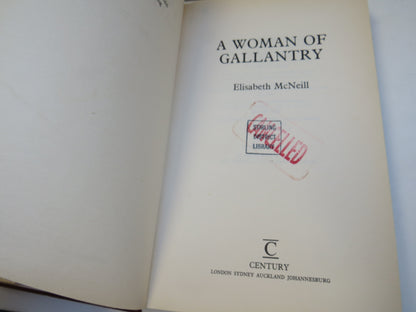 A WOMAN OF
GALLANTRY
Elisabeth McNeill
CANCELLED
STIRLING
DISTRICT
LIBRARY
C
CENTURY
LONDON SYDNEY AUCKLAND JOHANNESBURG